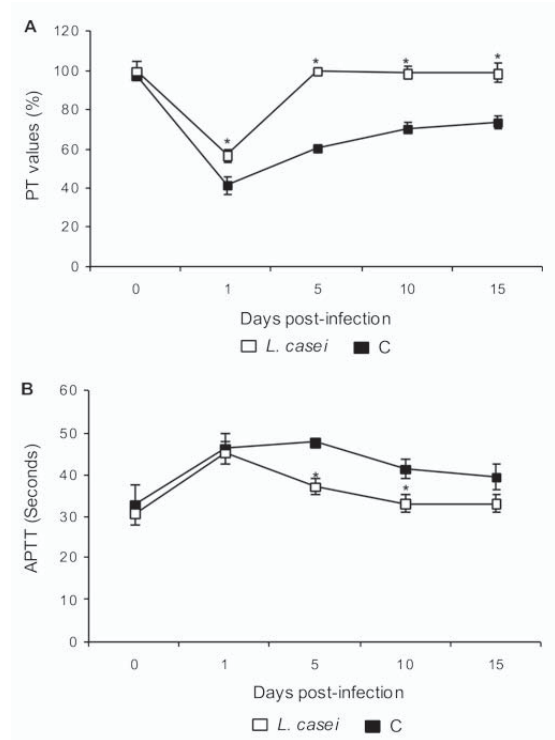 A
120
100
80
60
40
20
0
PT values (%)
* * * *
0 1 5 10 15
Days post-infection
L. casei C
B
60
50
40
30
20
10
0
APTT (Seconds)
* *
0 1 5 10 15
Days post-infection
L. casei C